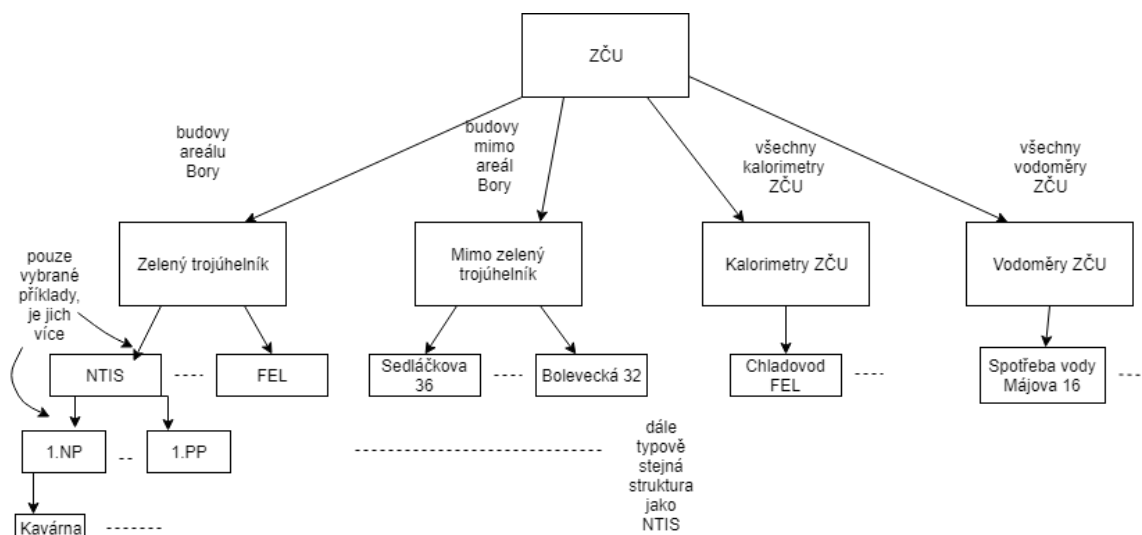 ZČU
budovy
areálu
Bory
budovy
mimo
areál
Bory
všechny
kalorimetry
ZČU
všechny
vodoměry
ZČU
Zelený trojúhelník
Mimo zelený
trojúhelník
Kalorimetry ZČU
Vodoměry ZČU
pouze
vybrané
příklady,
je jich
více
NTIS
FEL
Sedláčkova
36
Bolevecká 32
Chladovod
FEL
Spotřeba vody
Májova 16
1.NP
1.PP
dále
typově
stejná
struktura
jako
NTIS
Kavárna